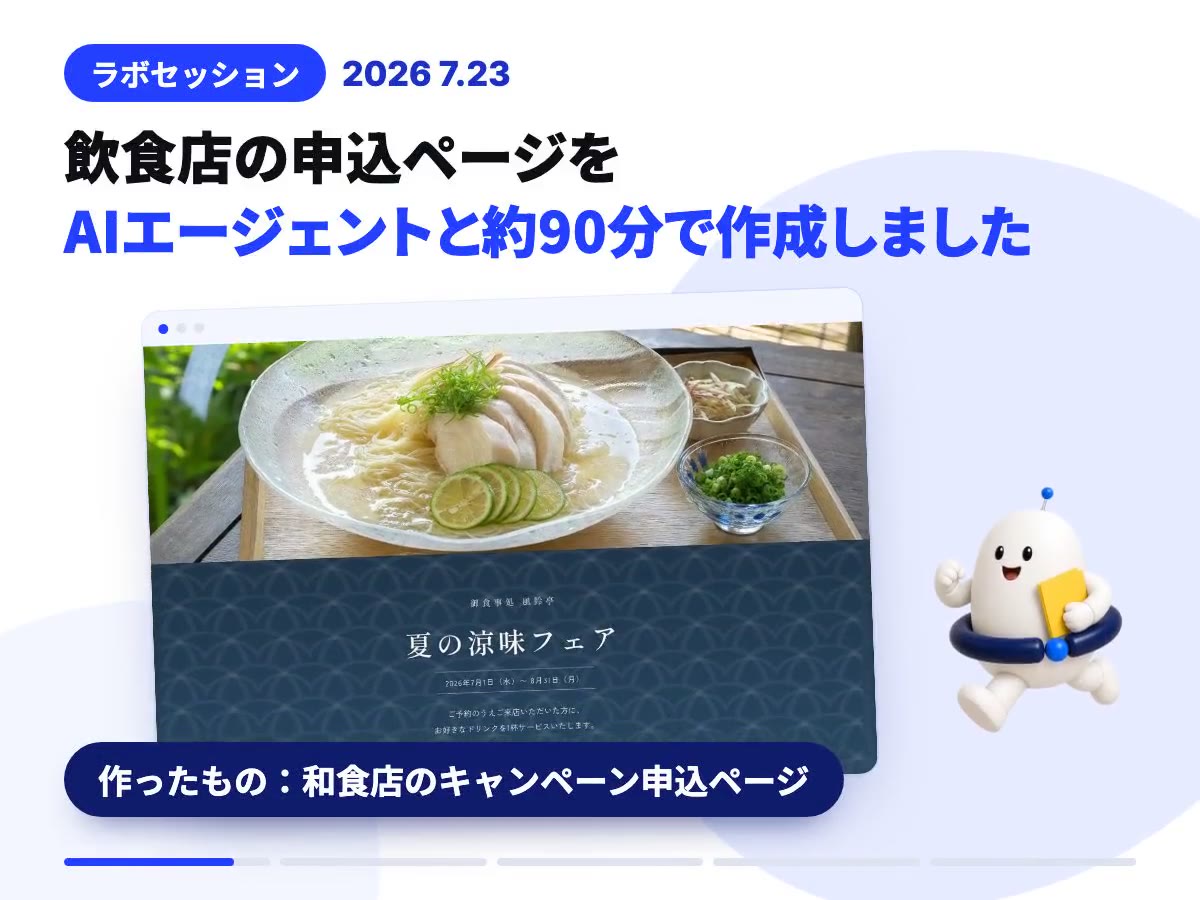 ラボセッション 2026 7.23
飲食店の申込ページを
AIエージェントと約90分で作成しました
御食事処 風鈴亭
夏の涼味フェア
2026年7月1日（水）〜 8月31日（月）
ご予約のうえご来店いただいた方に、
お好きなドリンクを1杯サービスいたします。
作ったもの：和食店のキャンペーン申込ページ